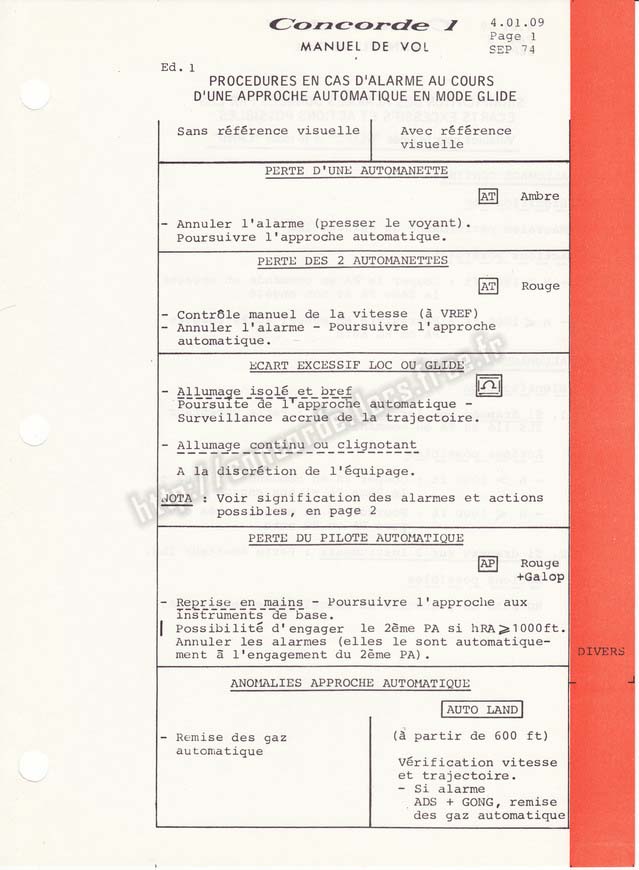 Concorde 1
MANUEL DE VOL
4.01.09
Page 1
SEP 74
Ed. 1
PROCEDURES EN CAS D'ALARME AU COURS
D'UNE APPROCHE AUTOMATIQUE EN MODE GLIDE
Sans référence visuelle
Avec référence
visuelle
PERTE D'UNE AUTOMANETTE
AT Ambre
- Annuler l'alarme (presser le voyant).
Poursuivre l'approche automatique.
PERTE DES 2 AUTOMANETTES
AT Rouge
- Contrôle manuel de la vitesse (à VREF)
- Annuler l'alarme - Poursuivre l'approche
automatique.
ECART EXCESSIF LOC OU GLIDE
- Allumage isolé et bref
Poursuite de l'approche automatique -
Surveillance accrue de la trajectoire.
- Allumage continu ou clignotant
A la discrétion de l'équipage.
NOTA : Voir signification des alarmes et actions
possibles, en page 2
PERTE DU PILOTE AUTOMATIQUE
AP Rouge
+Galop
- Reprise en mains - Poursuivre l'approche aux
instruments de base.
Possibilité d'engager le 2ème PA si hRA ⩾ 1000ft.
Annuler les alarmes (elles le sont automatique-
ment à l'engagement du 2ème PA).
DIVERS
ANOMALIES APPROCHE AUTOMATIQUE
AUTO LAND
- Remise des gaz
automatique
(à partir de 600 ft)
Vérification vitesse
et trajectoire.
- Si alarme
ADS + GONG, remise
des gaz automatique